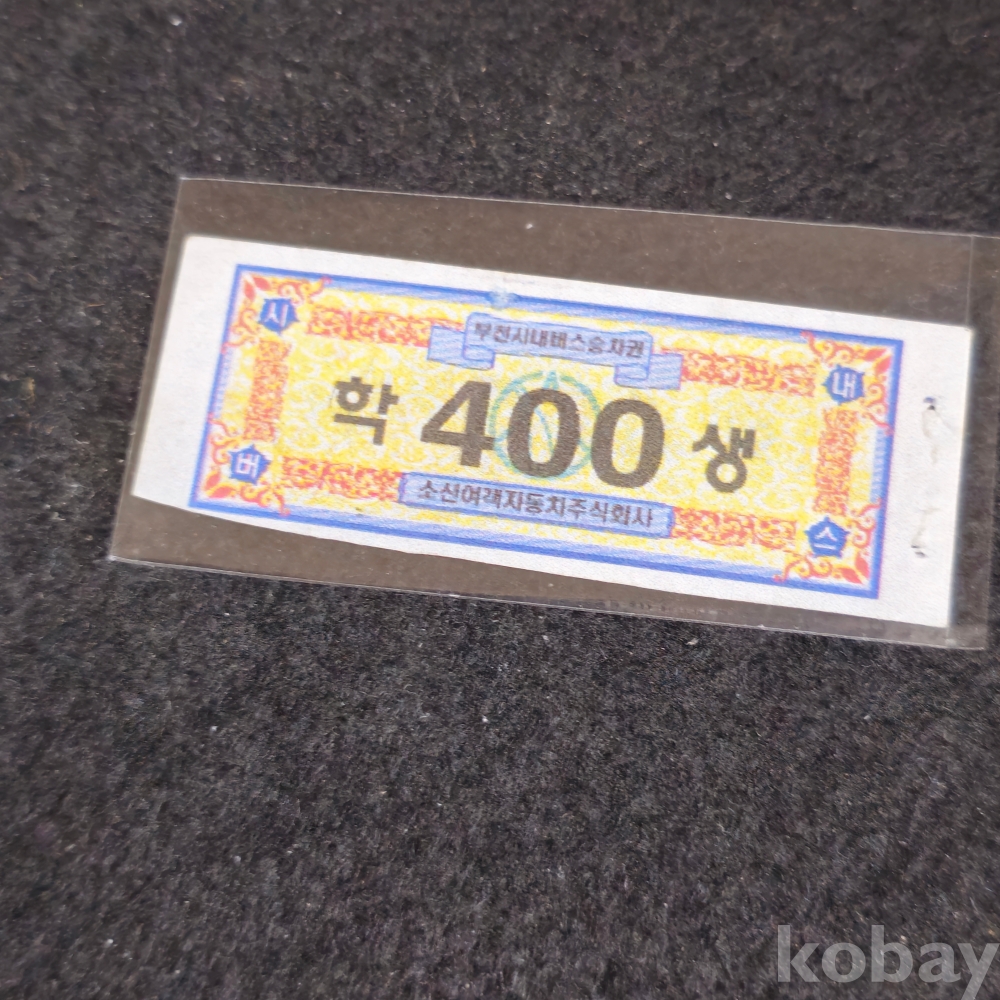 시 내
부천시내버스승차권
학 400 생
소신여객자동차주식회사
버 스
kobay